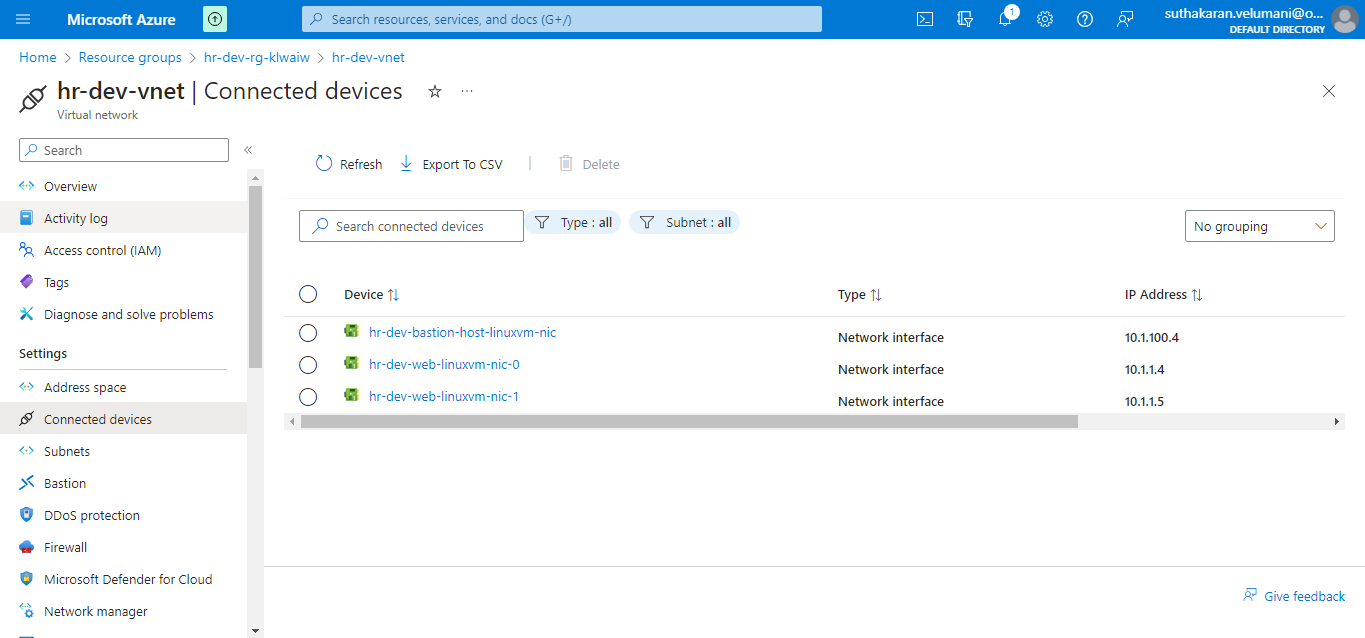 Microsoft Azure
Search resources, services, and docs (G+/)
1
suthakaran.velumani@o...
DEFAULT DIRECTORY
Home > Resource groups > hr-dev-rg-klwaiw > hr-dev-vnet
hr-dev-vnet | Connected devices
Virtual network
Search
Overview
Activity log
Access control (IAM)
Tags
Diagnose and solve problems
Settings
Address space
Connected devices
Subnets
Bastion
DDoS protection
Firewall
Microsoft Defender for Cloud
Network manager
Refresh
Export To CSV
Delete
Search connected devices
Type : all
Subnet : all
No grouping
Device Type IP Address
hr-dev-bastion-host-linuxvm-nic Network interface 10.1.100.4
hr-dev-web-linuxvm-nic-0 Network interface 10.1.1.4
hr-dev-web-linuxvm-nic-1 Network interface 10.1.1.5
Give feedback